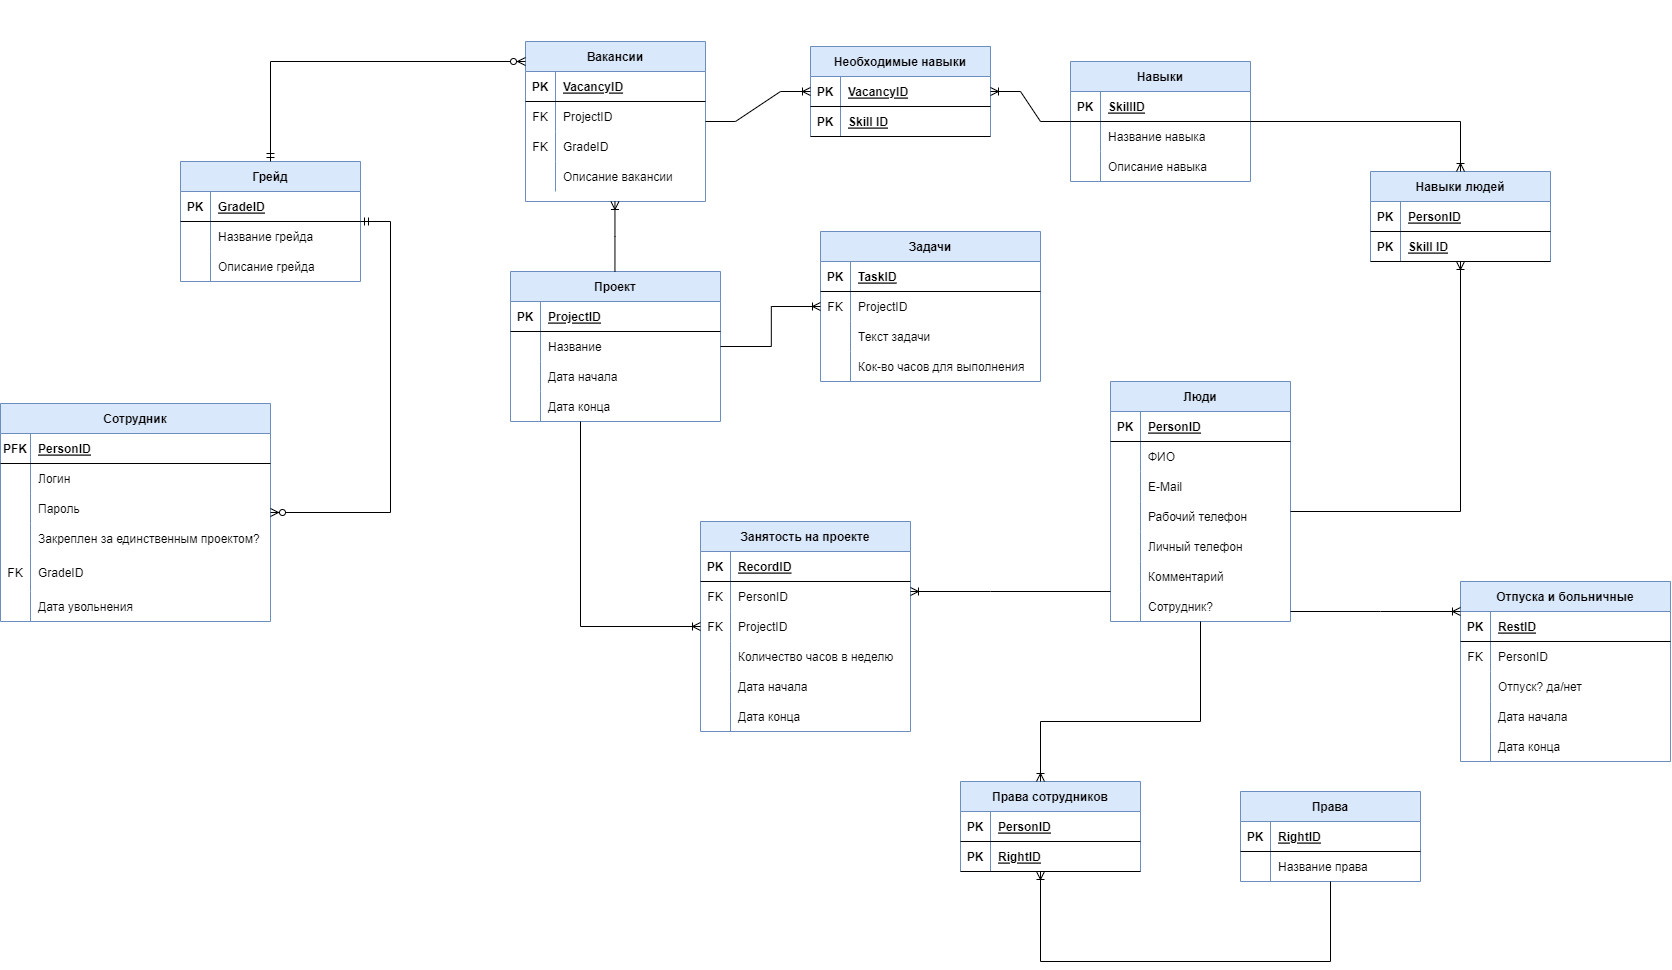 Вакансии
PK VacancyID
FK ProjectID
FK GradeID
Описание вакансии
Необходимые навыки
PK VacancyID
PK Skill ID
Навыки
PK SkillID
Название навыка
Описание навыка
Грейд
PK GradeID
Название грейда
Описание грейда
Навыки людей
PK PersonID
PK Skill ID
Задачи
PK TaskID
FK ProjectID
Текст задачи
Кок-во часов для выполнения
Проект
PK ProjectID
Название
Дата начала
Дата конца
Сотрудник
PFK PersonID
Логин
Пароль
Закреплен за единственным проектом?
FK GradeID
Дата увольнения
Люди
PK PersonID
ФИО
E-Mail
Рабочий телефон
Личный телефон
Комментарий
Сотрудник?
Занятость на проекте
PK RecordID
FK PersonID
FK ProjectID
Количество часов в неделю
Дата начала
Дата конца
Отпуска и больничные
PK RestID
FK PersonID
Отпуск? да/нет
Дата начала
Дата конца
Права сотрудников
PK PersonID
PK RightID
Права
PK RightID
Название права